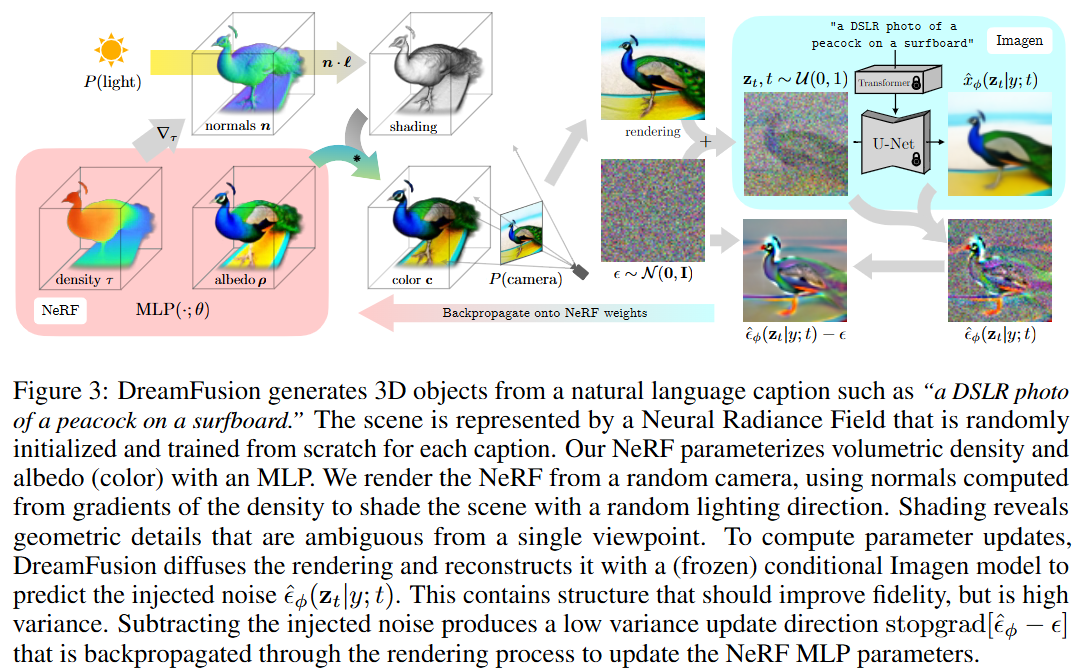 "a DSLR photo of a
peacock on a surfboard"
Imagen
P(light)
n · ℓ
z_t, t ∼ U(0, 1)
Transformer
x̂_ϕ(z_t|y; t)
normals n
shading
rendering
U-Net
∇_τ
*
+
density τ
albedo ρ
color c
P(camera)
ϵ ∼ N(0, I)
NeRF
MLP(·; θ)
Backpropagate onto NeRF weights
ϵ̂_ϕ(z_t|y; t) − ϵ
ϵ̂_ϕ(z_t|y; t)
Figure 3: DreamFusion generates 3D objects from a natural language caption such as “a DSLR photo
of a peacock on a surfboard.” The scene is represented by a Neural Radiance Field that is randomly
initialized and trained from scratch for each caption. Our NeRF parameterizes volumetric density and
albedo (color) with an MLP. We render the NeRF from a random camera, using normals computed
from gradients of the density to shade the scene with a random lighting direction. Shading reveals
geometric details that are ambiguous from a single viewpoint. To compute parameter updates,
DreamFusion diffuses the rendering and reconstructs it with a (frozen) conditional Imagen model to
predict the injected noise ϵ̂_ϕ(z_t|y; t). This contains structure that should improve fidelity, but is high
variance. Subtracting the injected noise produces a low variance update direction stopgrad[ϵ̂_ϕ − ϵ]
that is backpropagated through the rendering process to update the NeRF MLP parameters.